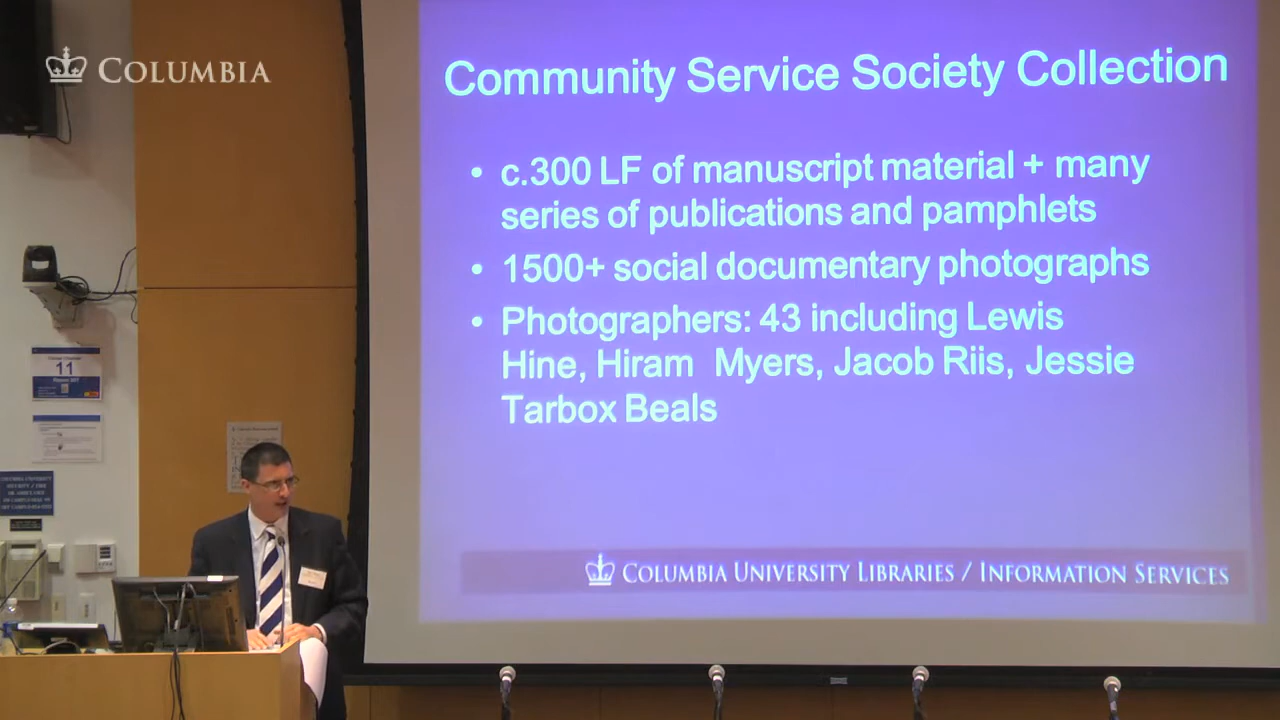 COLUMBIA
Community Service Society Collection
• c.300 LF of manuscript material + many
series of publications and pamphlets
• 1500+ social documentary photographs
• Photographers: 43 including Lewis
Hine, Hiram Myers, Jacob Riis, Jessie
Tarbox Beals
11
COLUMBIA UNIVERSITY
COLUMBIA UNIVERSITY LIBRARIES / INFORMATION SERVICES